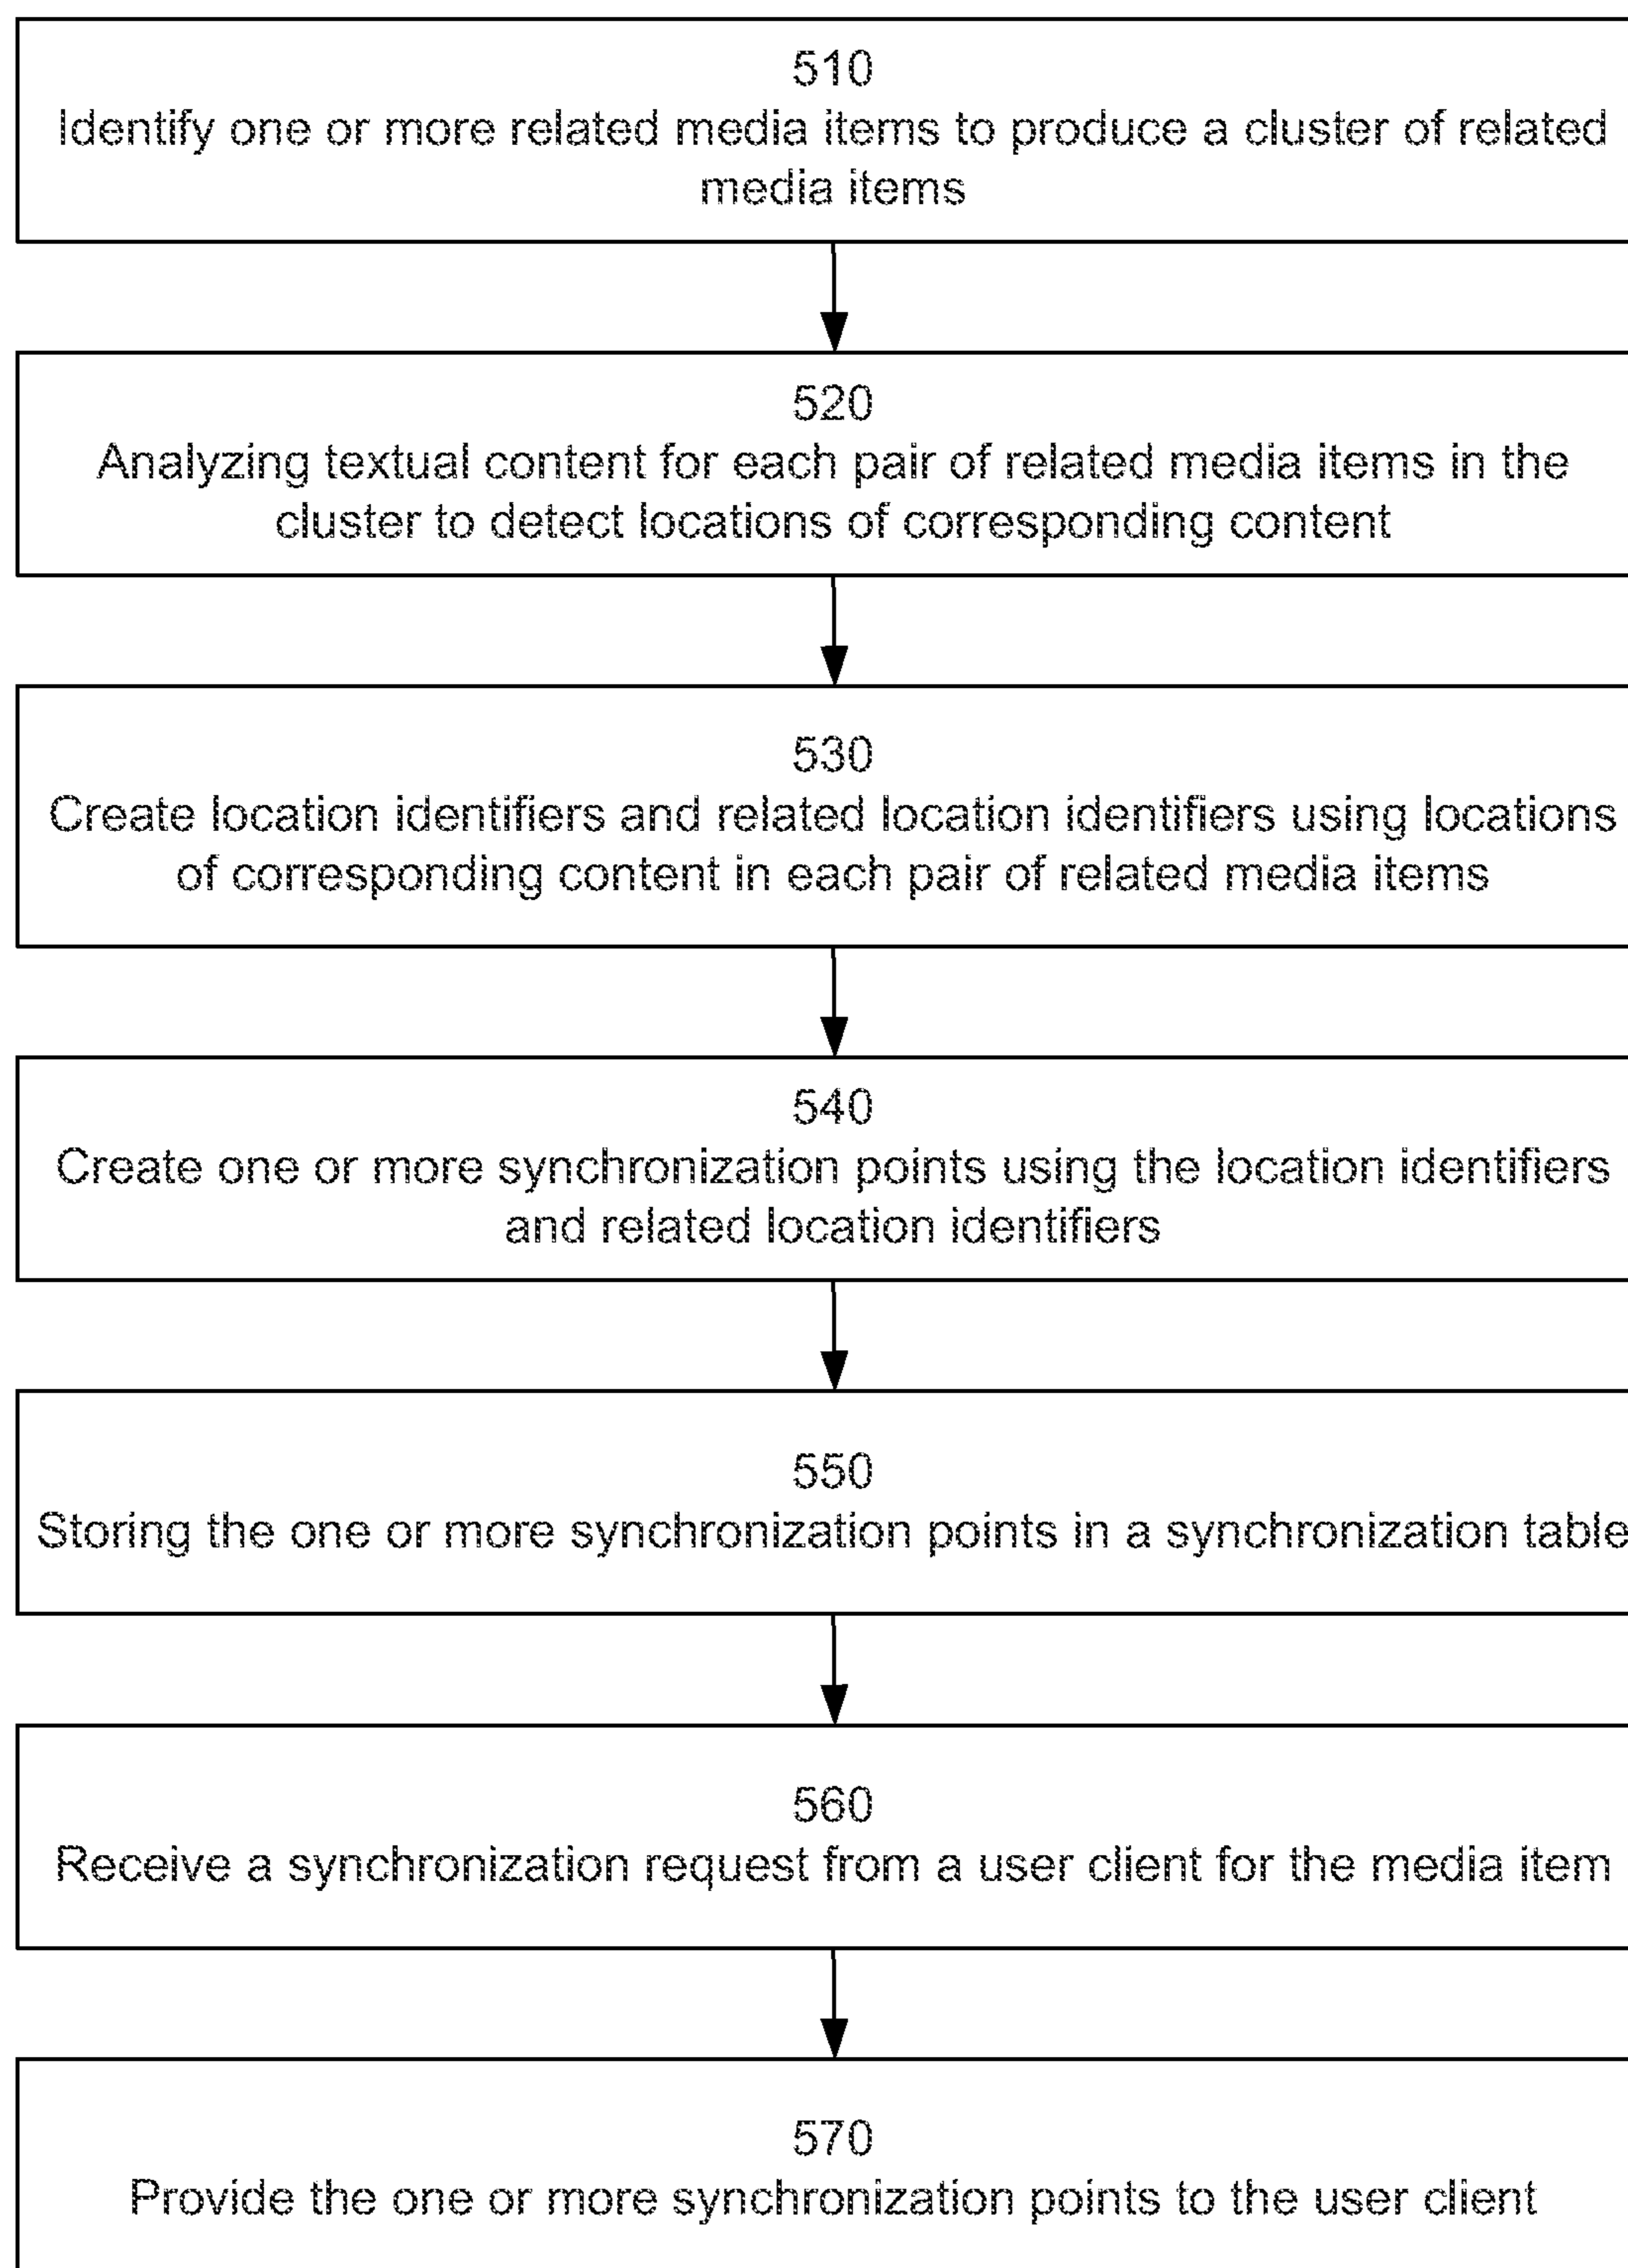 510
Identify one or more related media items to produce a cluster of related
media items
520
Analyzing textual content for each pair of related media items in the
cluster to detect locations of corresponding content
530
Create location identifiers and related location identifiers using locations
of corresponding content in each pair of related media items
540
Create one or more synchronization points using the location identifiers
and related location identifiers
550
Storing the one or more synchronization points in a synchronization table
560
Receive a synchronization request from a user client for the media item
570
Provide the one or more synchronization points to the user client